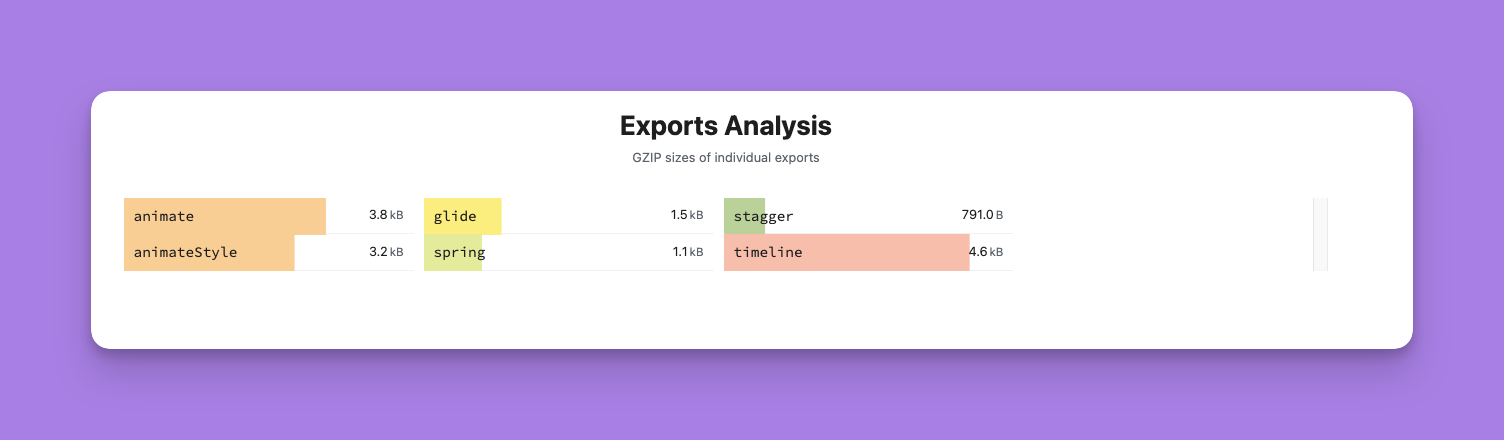 Exports Analysis
GZIP sizes of individual exports
animate 3.8 kB
animateStyle 3.2 kB
glide 1.5 kB
spring 1.1 kB
stagger 791.0 B
timeline 4.6 kB